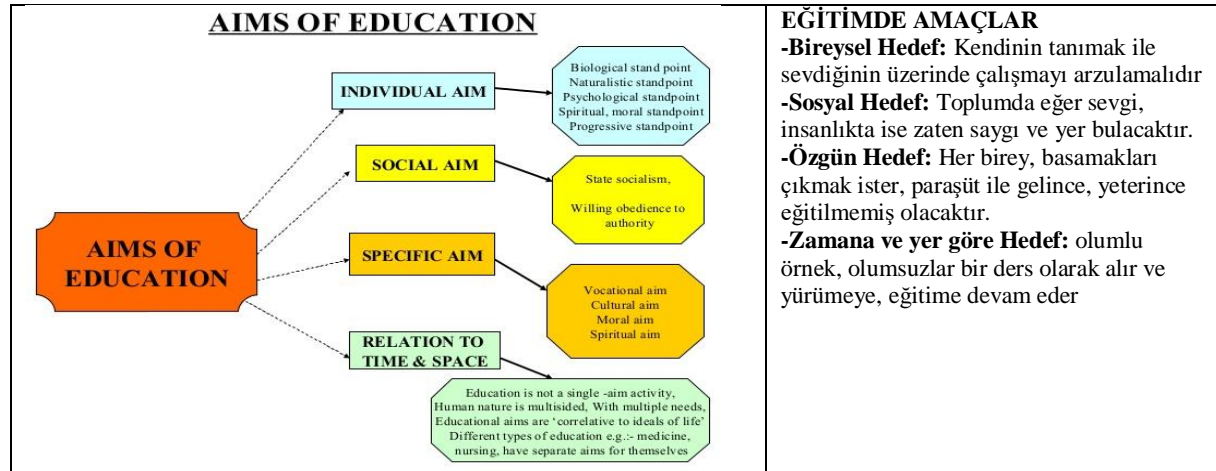 AIMS OF EDUCATION
AIMS OF
EDUCATION
INDIVIDUAL AIM
Biological stand point
Naturalistic standpoint
Psychological standpoint
Spiritual, moral standpoint
Progressive standpoint
SOCIAL AIM
State socialism,
Willing obedience to
authority
SPECIFIC AIM
Vocational aim
Cultural aim
Moral aim
Spiritual aim
RELATION TO
TIME & SPACE
Education is not a single -aim activity,
Human nature is multisided, With multiple needs,
Educational aims are ‘correlative to ideals of life’
Different types of education e.g.:- medicine,
nursing, have separate aims for themselves
EĞİTİMDE AMAÇLAR
-Bireysel Hedef: Kendinin tanımak ile
sevdiğinin üzerinde çalışmayı arzulamalıdır
-Sosyal Hedef: Toplumda eğer sevgi,
insanlıkta ise zaten saygı ve yer bulacaktır.
-Özgün Hedef: Her birey, basamakları
çıkmak ister, paraşüt ile gelince, yeterince
eğitilmemiş olacaktır.
-Zamana ve yer göre Hedef: olumlu
örnek, olumsuzlar bir ders olarak alır ve
yürümeye, eğitime devam eder